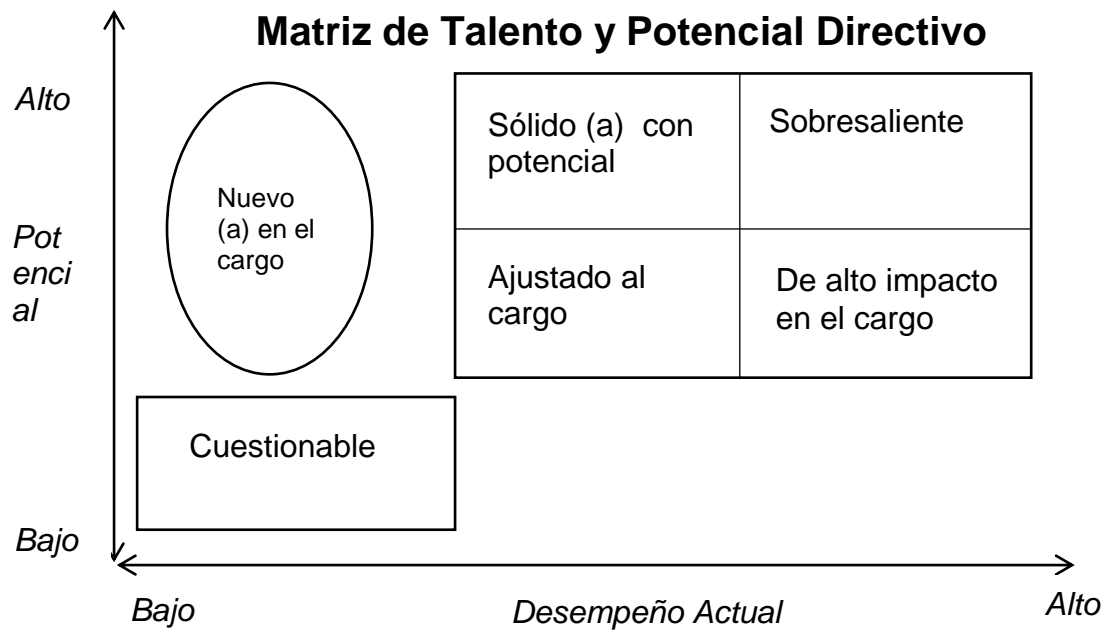 Matriz de Talento y Potencial Directivo
Alto
Sólido (a) con
potencial
Sobresaliente
Nuevo
(a) en el
cargo
Pot
enci
al
Ajustado al
cargo
De alto impacto
en el cargo
Cuestionable
Bajo
Bajo
Desempeño Actual
Alto